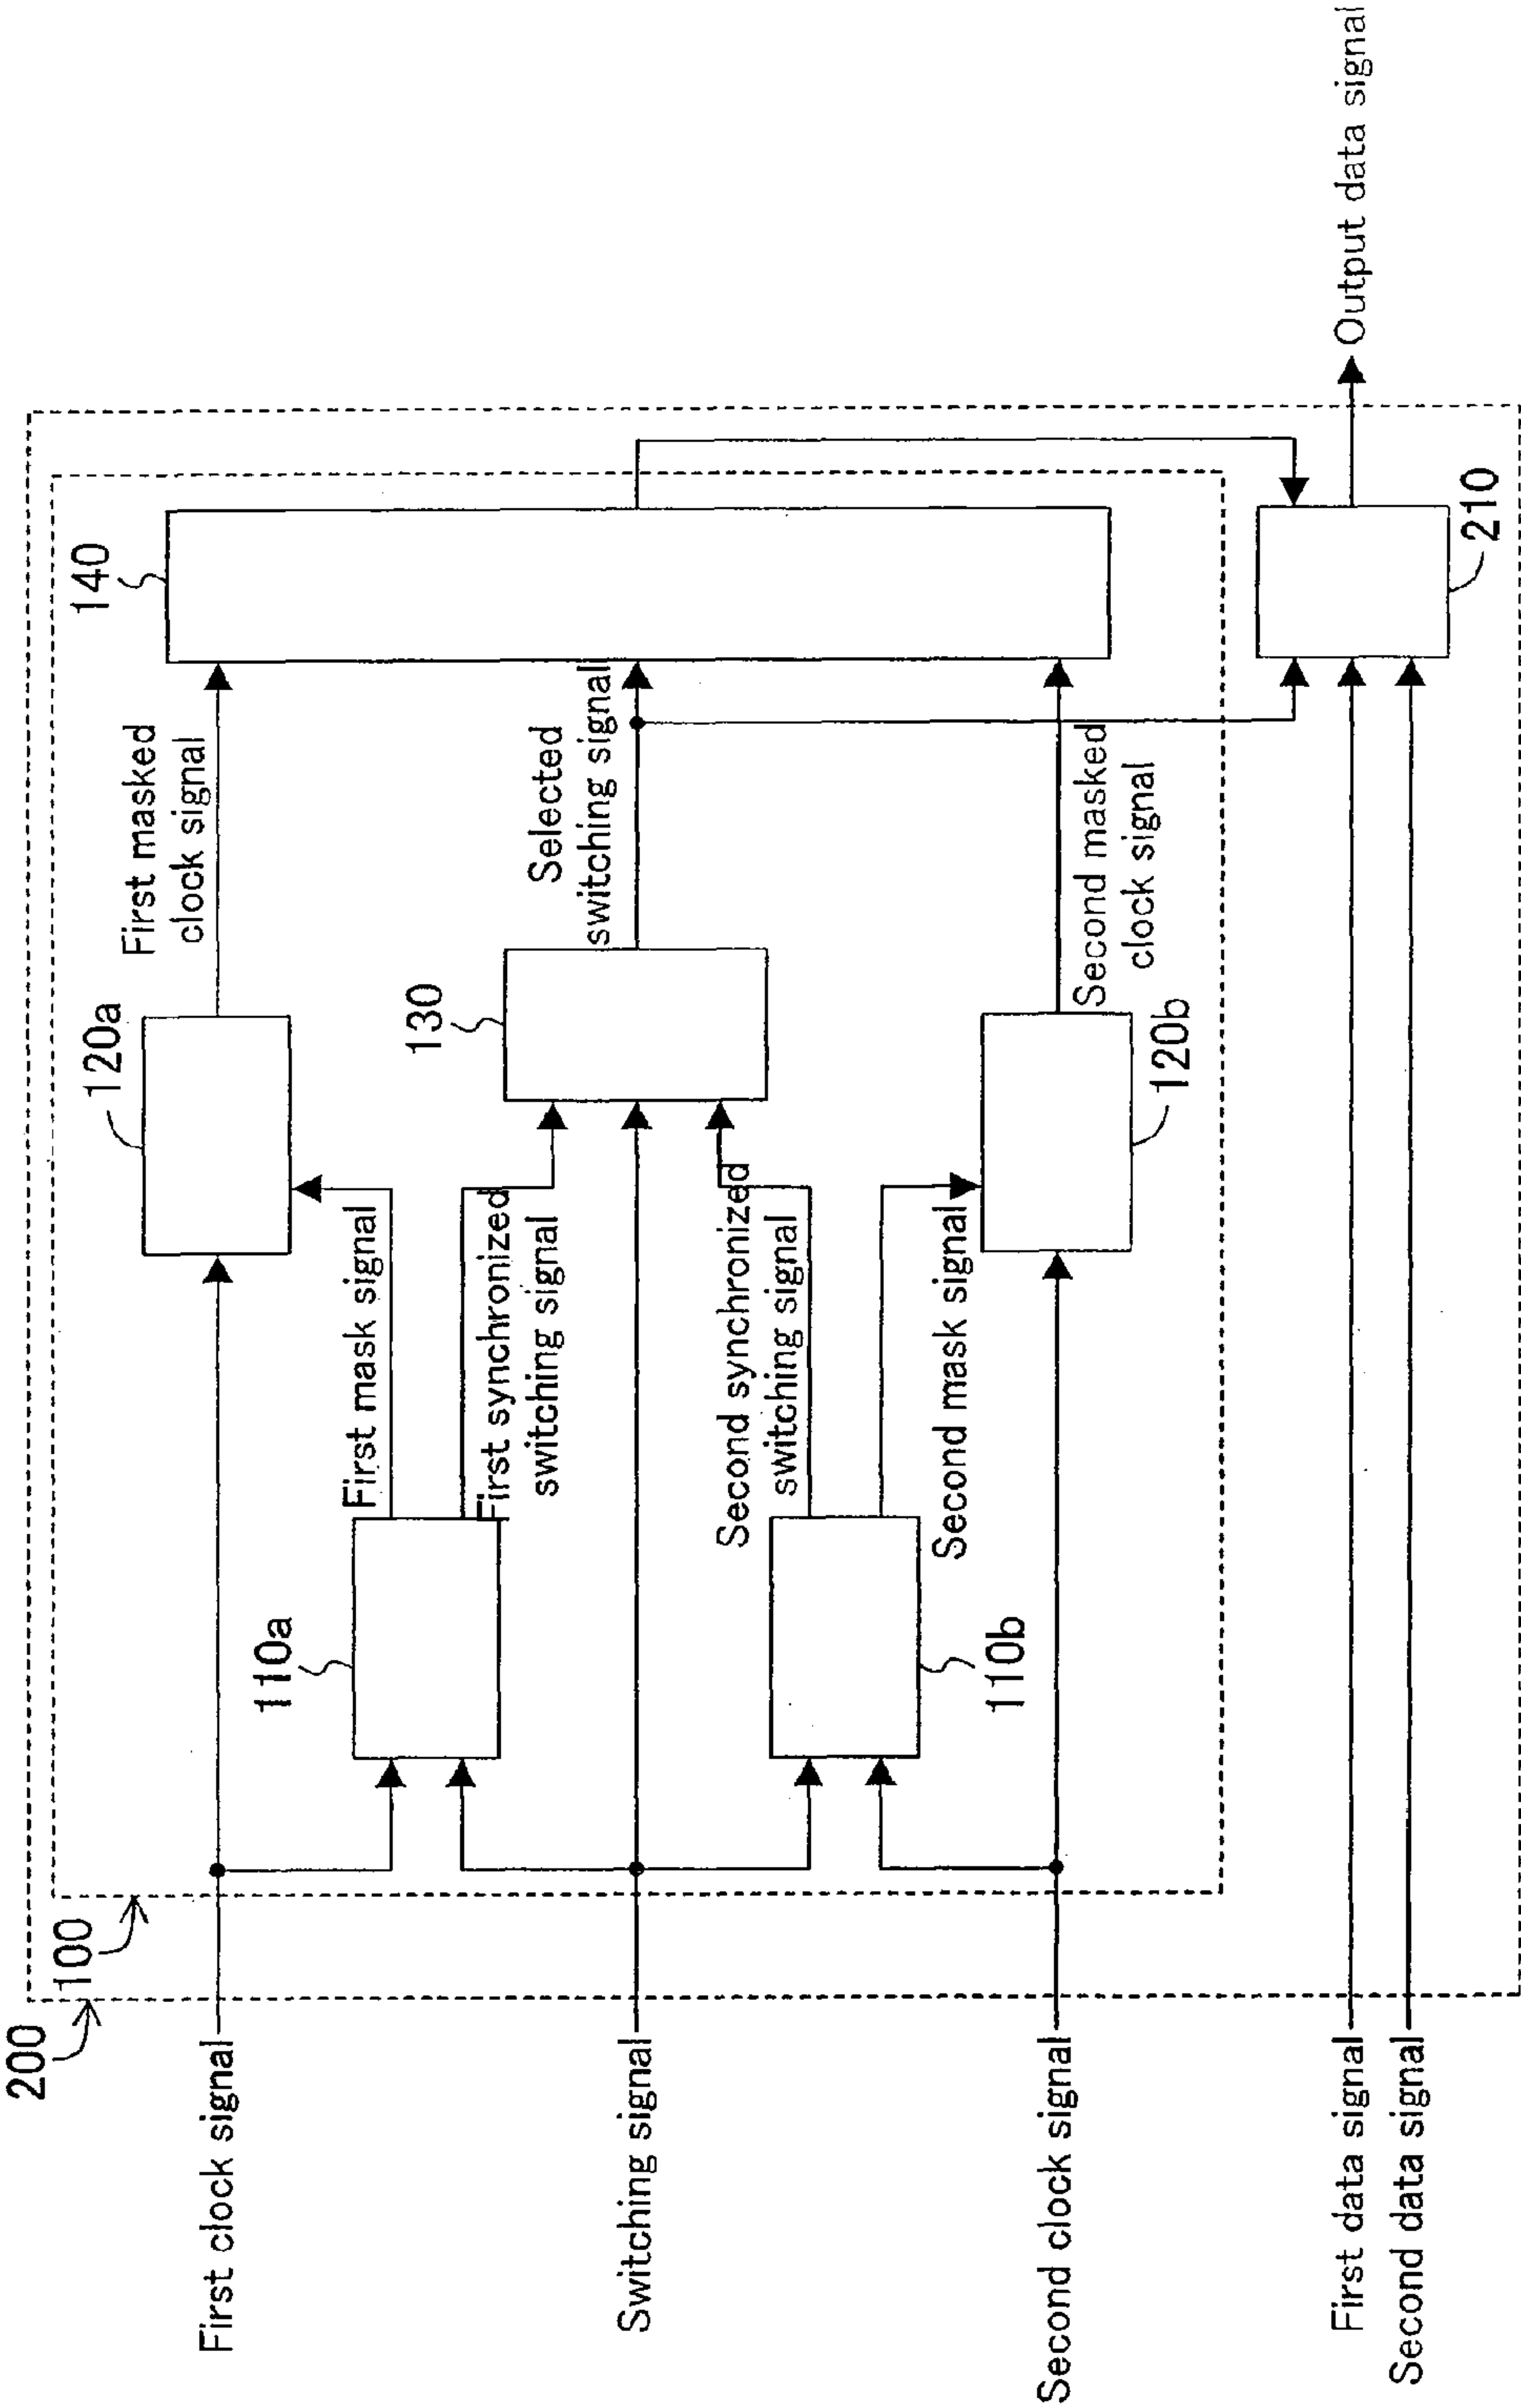 200
100
First clock signal
Switching signal
Second clock signal
First data signal
Second data signal
110a
110b
First mask signal
First synchronized
switching signal
Second synchronized
switching signal
Second mask signal
120a
130
120b
First masked
clock signal
Selected
switching signal
Second masked
clock signal
140
210
Output data signal